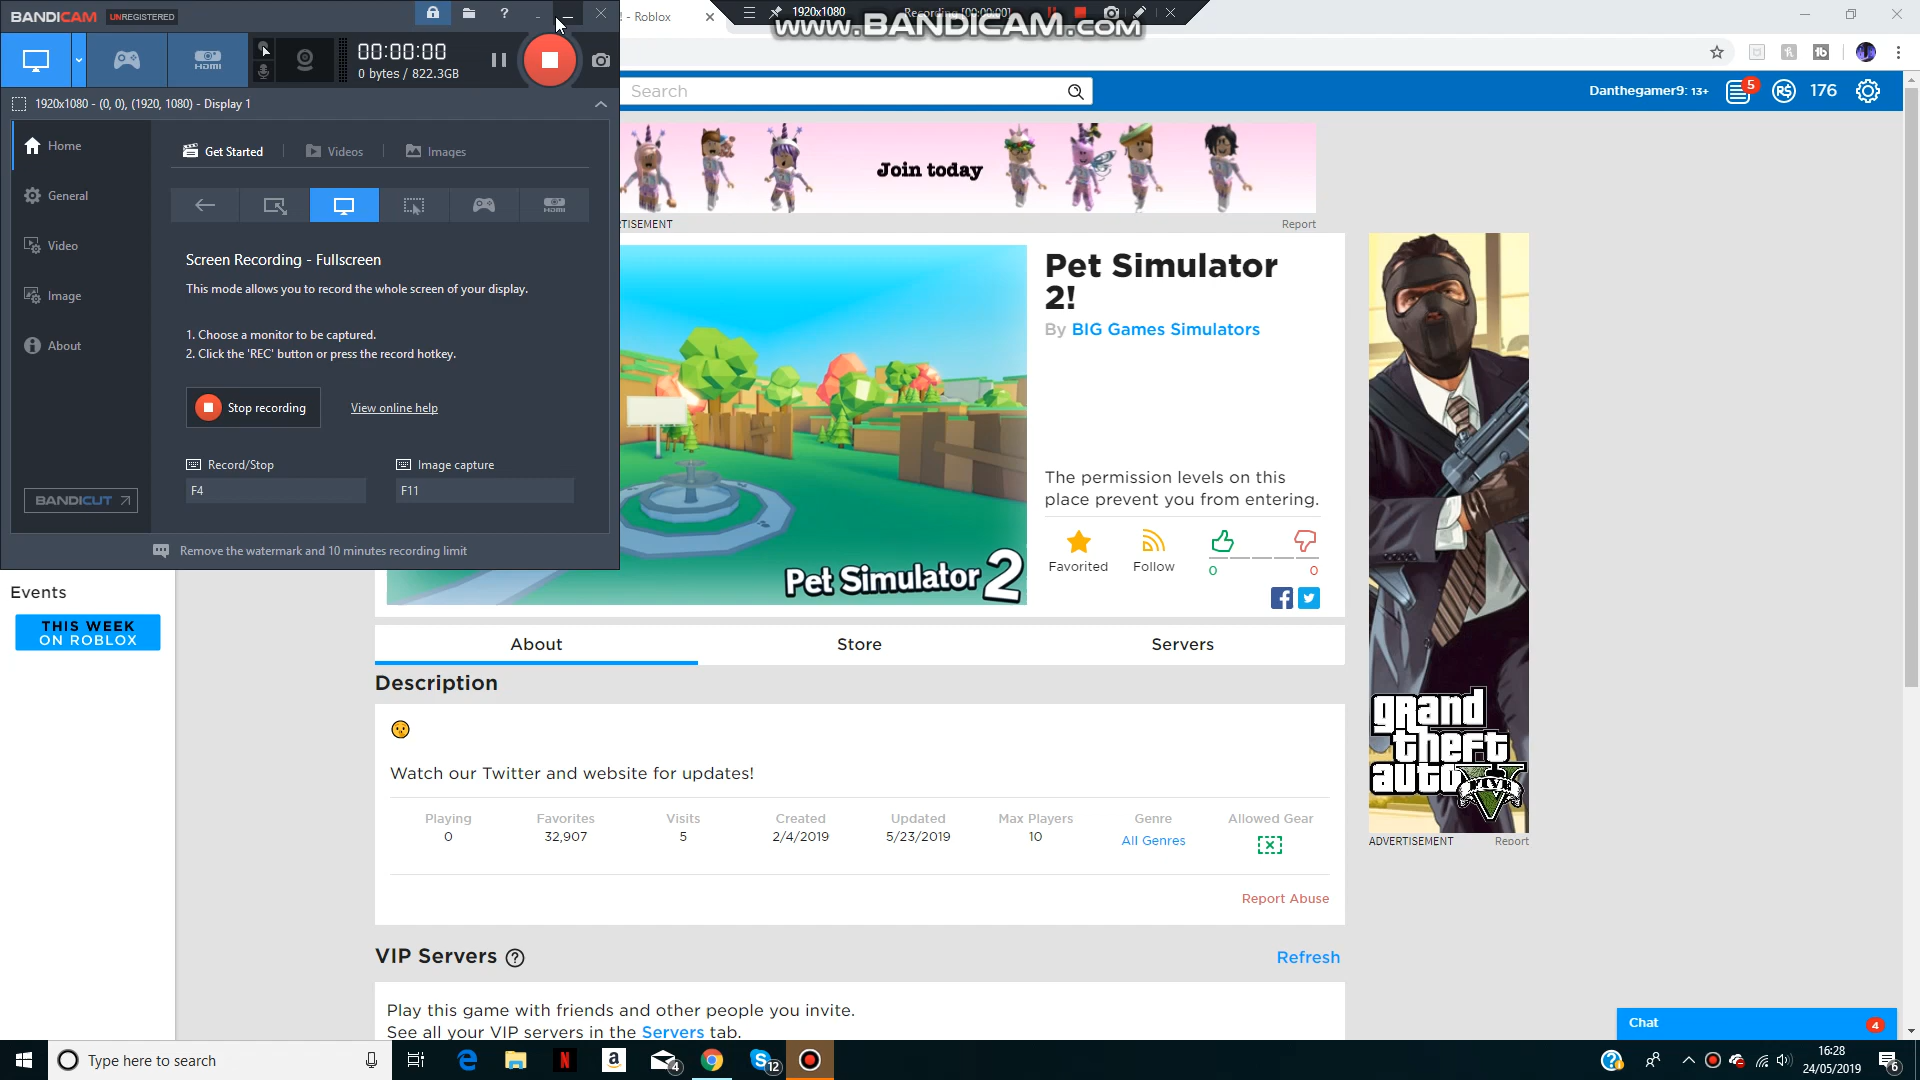 BANDICAM UNREGISTERED
?
! - Roblox
1920x1080
Recording [00:00:00]
www.BANDICAM.com
HDMI
00:00:00
0 bytes / 822.3GB
1920x1080 - (0, 0), (1920, 1080) - Display 1
Search
Danthegamer9: 13+
5
176
Home
General
Video
Image
About
Get Started
Videos
Images
Screen Recording - Fullscreen
This mode allows you to record the whole screen of your display.
1. Choose a monitor to be captured.
2. Click the 'REC' button or press the record hotkey.
Stop recording
View online help
Record/Stop
F4
Image capture
F11
BANDICUT
Remove the watermark and 10 minutes recording limit
Join today
TISEMENT
Report
Pet Simulator 2
Pet Simulator
2!
By BIG Games Simulators
The permission levels on this
place prevent you from entering.
Favorited
Follow
0
0
Events
THIS WEEK
ON ROBLOX
About
Store
Servers
Description
Watch our Twitter and website for updates!
Playing
0
Favorites
32,907
Visits
5
Created
2/4/2019
Updated
5/23/2019
Max Players
10
Genre
All Genres
Allowed Gear
Report Abuse
VIP Servers
Refresh
Play this game with friends and other people you invite.
See all your VIP servers in the Servers tab.
grand
theft
auto V
FIVE
ADVERTISEMENT
Report
Chat
4
Type here to search
4
12
16:28
24/05/2019
6